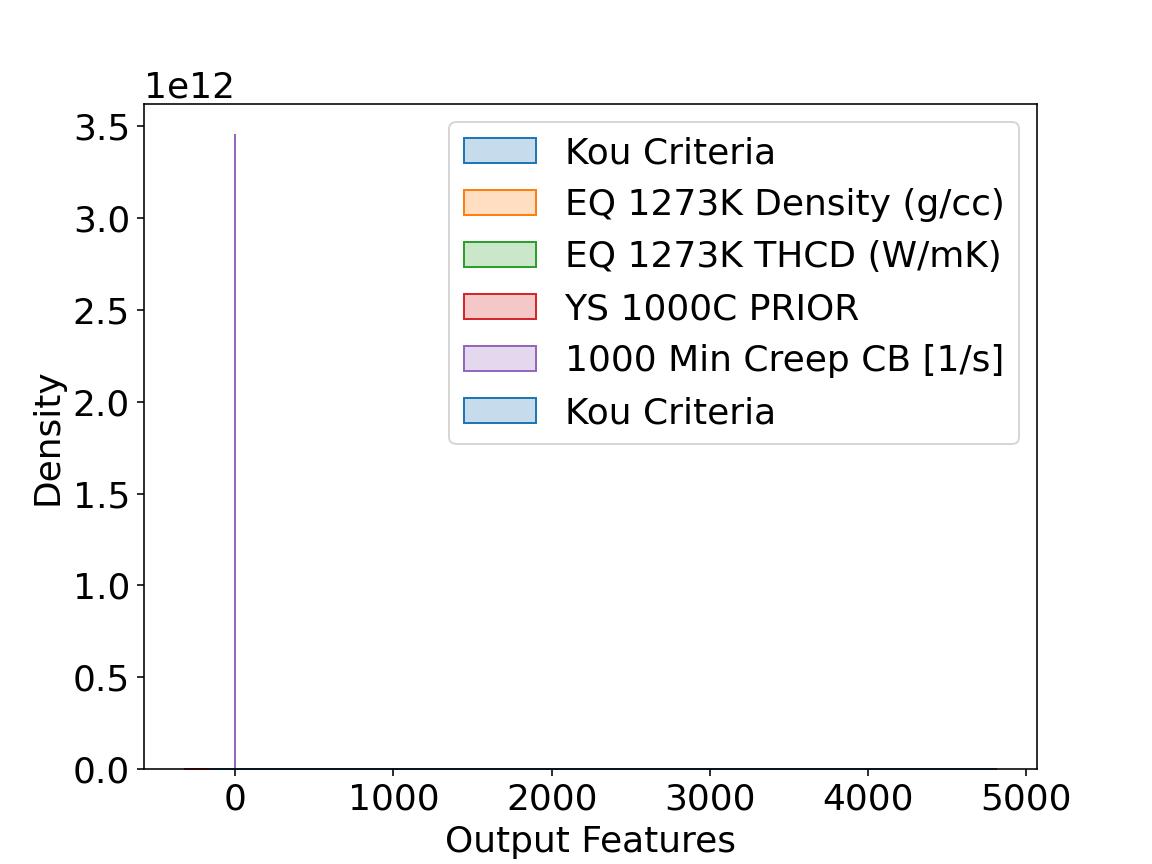 1e12
3.5
3.0
2.5
2.0
1.5
1.0
0.5
0.0
Density
Kou Criteria
EQ 1273K Density (g/cc)
EQ 1273K THCD (W/mK)
YS 1000C PRIOR
1000 Min Creep CB [1/s]
Kou Criteria
0 1000 2000 3000 4000 5000
Output Features